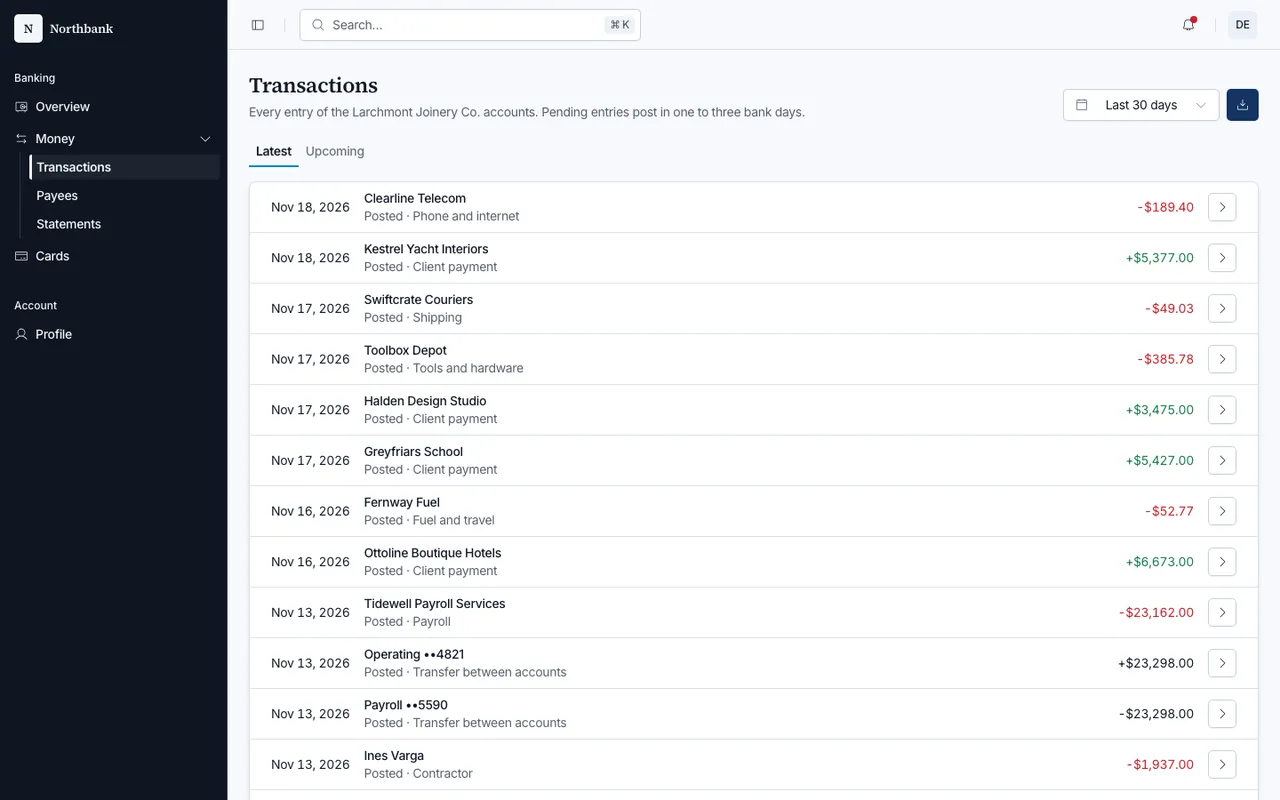 N Northbank
Banking
Overview
Money
Transactions
Payees
Statements
Cards
Account
Profile
Search...
⌘ K
DE
Transactions
Every entry of the Larchmont Joinery Co. accounts. Pending entries post in one to three bank days.
Last 30 days
Latest Upcoming
Nov 18, 2026 Clearline Telecom -$189.40
Posted · Phone and internet
Nov 18, 2026 Kestrel Yacht Interiors +$5,377.00
Posted · Client payment
Nov 17, 2026 Swiftcrate Couriers -$49.03
Posted · Shipping
Nov 17, 2026 Toolbox Depot -$385.78
Posted · Tools and hardware
Nov 17, 2026 Halden Design Studio +$3,475.00
Posted · Client payment
Nov 17, 2026 Greyfriars School +$5,427.00
Posted · Client payment
Nov 16, 2026 Fernway Fuel -$52.77
Posted · Fuel and travel
Nov 16, 2026 Ottoline Boutique Hotels +$6,673.00
Posted · Client payment
Nov 13, 2026 Tidewell Payroll Services -$23,162.00
Posted · Payroll
Nov 13, 2026 Operating ••4821 +$23,298.00
Posted · Transfer between accounts
Nov 13, 2026 Payroll ••5590 -$23,298.00
Posted · Transfer between accounts
Nov 13, 2026 Ines Varga -$1,937.00
Posted · Contractor